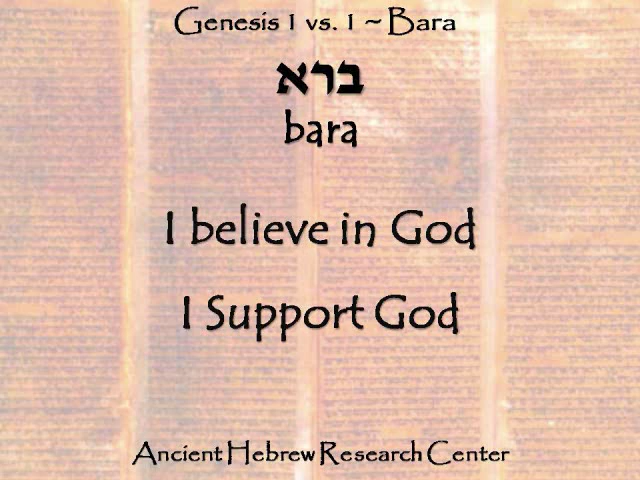 Genesis 1 vs. 1 ~ Bara
ברא
bara
I believe in God
I Support God
Ancient Hebrew Research Center